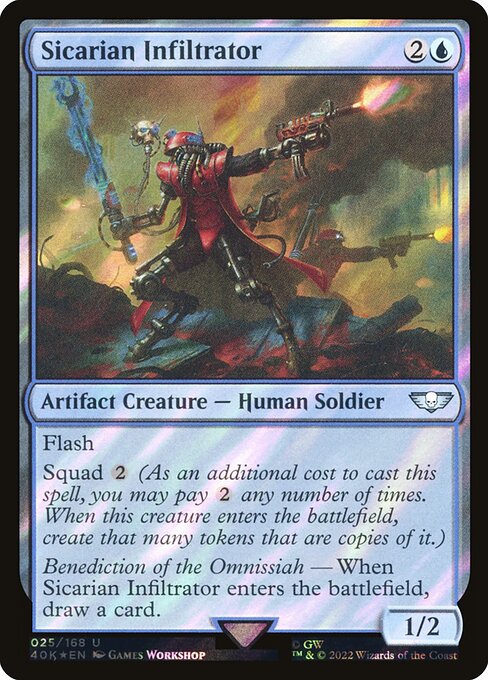 Sicarian Infiltrator 2
Artifact Creature — Human Soldier
Flash
Squad 2 (As an additional cost to cast this
spell, you may pay 2 any number of times.
When this creature enters the battlefield,
create that many tokens that are copies of it.)
Benediction of the Omnissiah — When
Sicarian Infiltrator enters the battlefield,
draw a card.
1/2
025/168 U
40K★EN Games Workshop
© GW
™ & © 2022 Wizards of the Coast